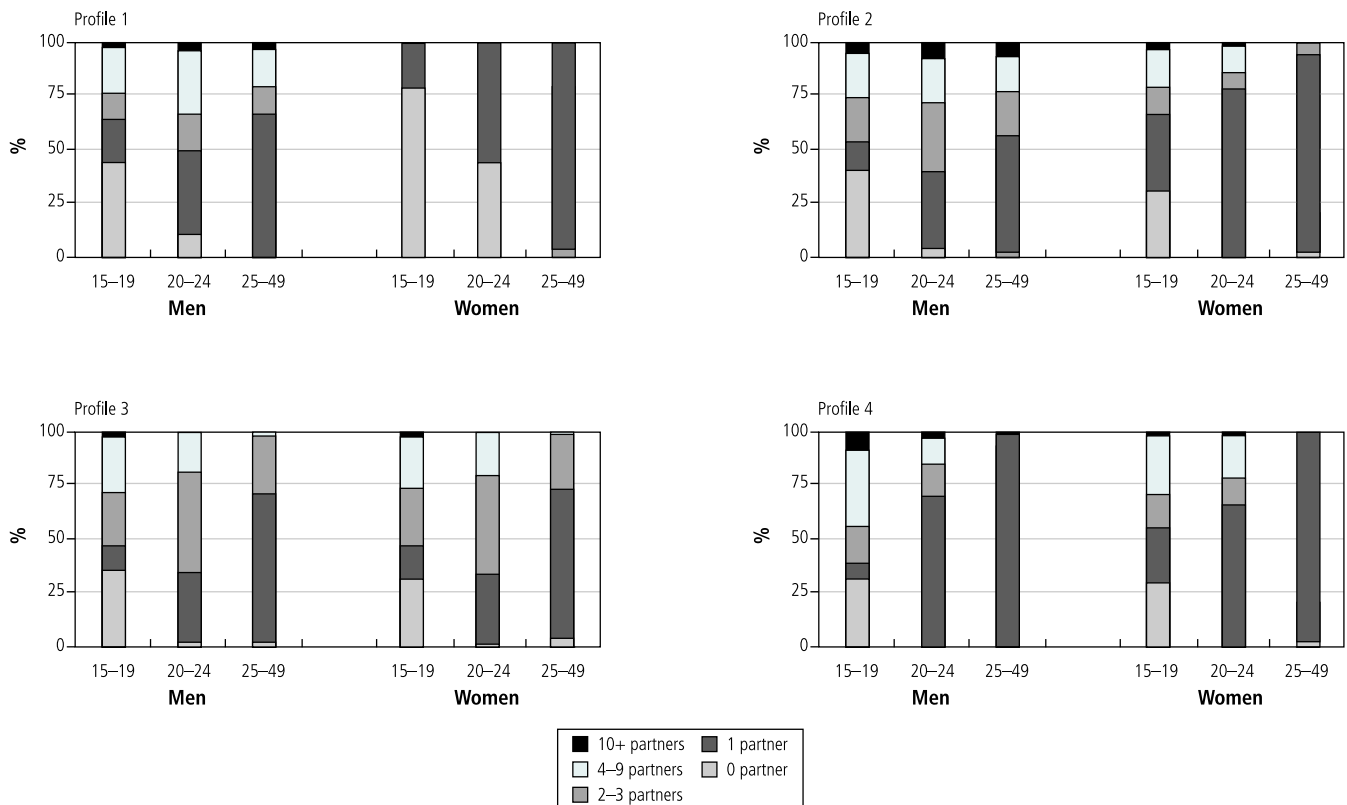 Profile 1
100
75
50
25
0
%
15–19 20–24 25–49 15–19 20–24 25–49
Men Women
Profile 2
100
75
50
25
0
%
15–19 20–24 25–49 15–19 20–24 25–49
Men Women
Profile 3
100
75
50
25
0
%
15–19 20–24 25–49 15–19 20–24 25–49
Men Women
Profile 4
100
75
50
25
0
%
15–19 20–24 25–49 15–19 20–24 25–49
Men Women
10+ partners 1 partner
4–9 partners 0 partner
2–3 partners